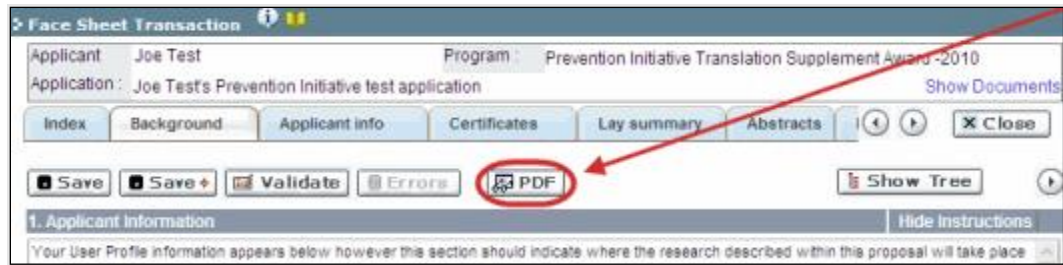 Face Sheet Transaction
Applicant Joe Test Program : Prevention Initiative Translation Supplement Award -2010
Application : Joe Test's Prevention Initiative test application Show Documents
Index Background Applicant info Certificates Lay summary Abstracts X Close
Save Save+ Validate Errors PDF Show Tree
1. Applicant Information Hide Instructions
Your User Profile information appears below however this section should indicate where the research described within this proposal will take place